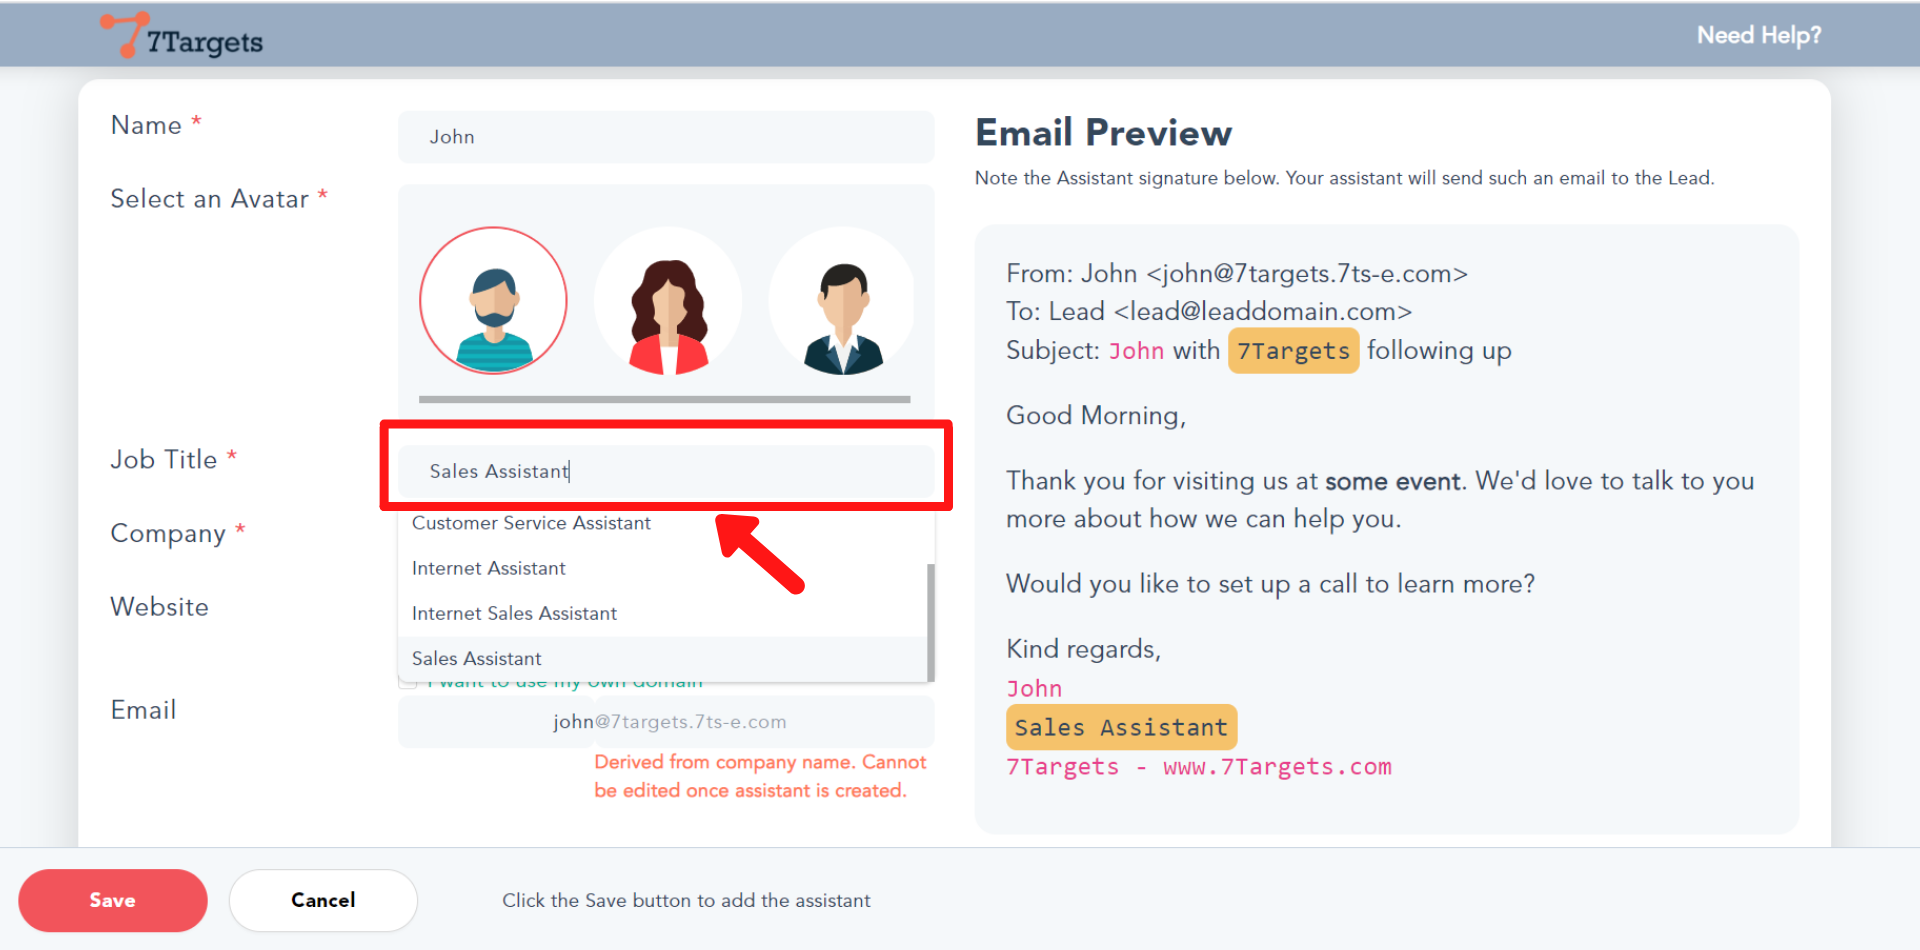 7Targets
Need Help?
Name *
John
Select an Avatar *
Job Title *
Sales Assistant
Customer Service Assistant
Internet Assistant
Internet Sales Assistant
Sales Assistant
Company *
Website
I want to use my own domain
Email
john@7targets.7ts-e.com
Derived from company name. Cannot
be edited once assistant is created.
Email Preview
Note the Assistant signature below. Your assistant will send such an email to the Lead.
From: John <john@7targets.7ts-e.com>
To: Lead <lead@leaddomain.com>
Subject: John with 7Targets following up
Good Morning,
Thank you for visiting us at some event. We'd love to talk to you
more about how we can help you.
Would you like to set up a call to learn more?
Kind regards,
John
Sales Assistant
7Targets - www.7Targets.com
Save
Cancel
Click the Save button to add the assistant